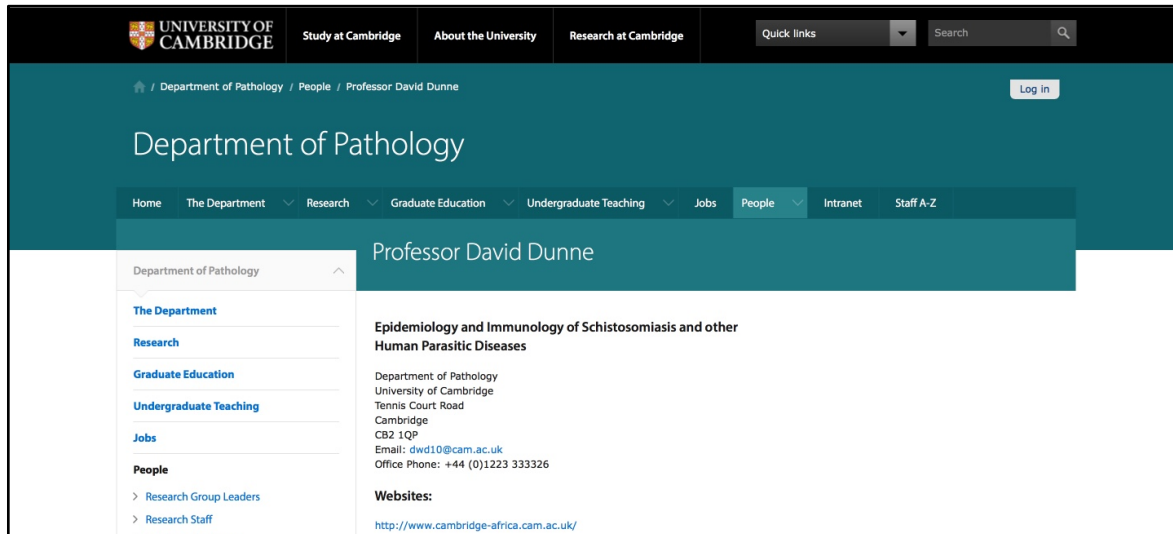 UNIVERSITY OF
CAMBRIDGE
Study at Cambridge
About the University
Research at Cambridge
Quick links
Search
/ Department of Pathology / People / Professor David Dunne
Log in
Department of Pathology
Home
The Department
Research
Graduate Education
Undergraduate Teaching
Jobs
People
Intranet
Staff A-Z
Professor David Dunne
Department of Pathology
The Department
Research
Graduate Education
Undergraduate Teaching
Jobs
People
> Research Group Leaders
> Research Staff
Epidemiology and Immunology of Schistosomiasis and other
Human Parasitic Diseases
Department of Pathology
University of Cambridge
Tennis Court Road
Cambridge
CB2 1QP
Email: dwd10@cam.ac.uk
Office Phone: +44 (0)1223 333326
Websites:
http://www.cambridge-africa.cam.ac.uk/